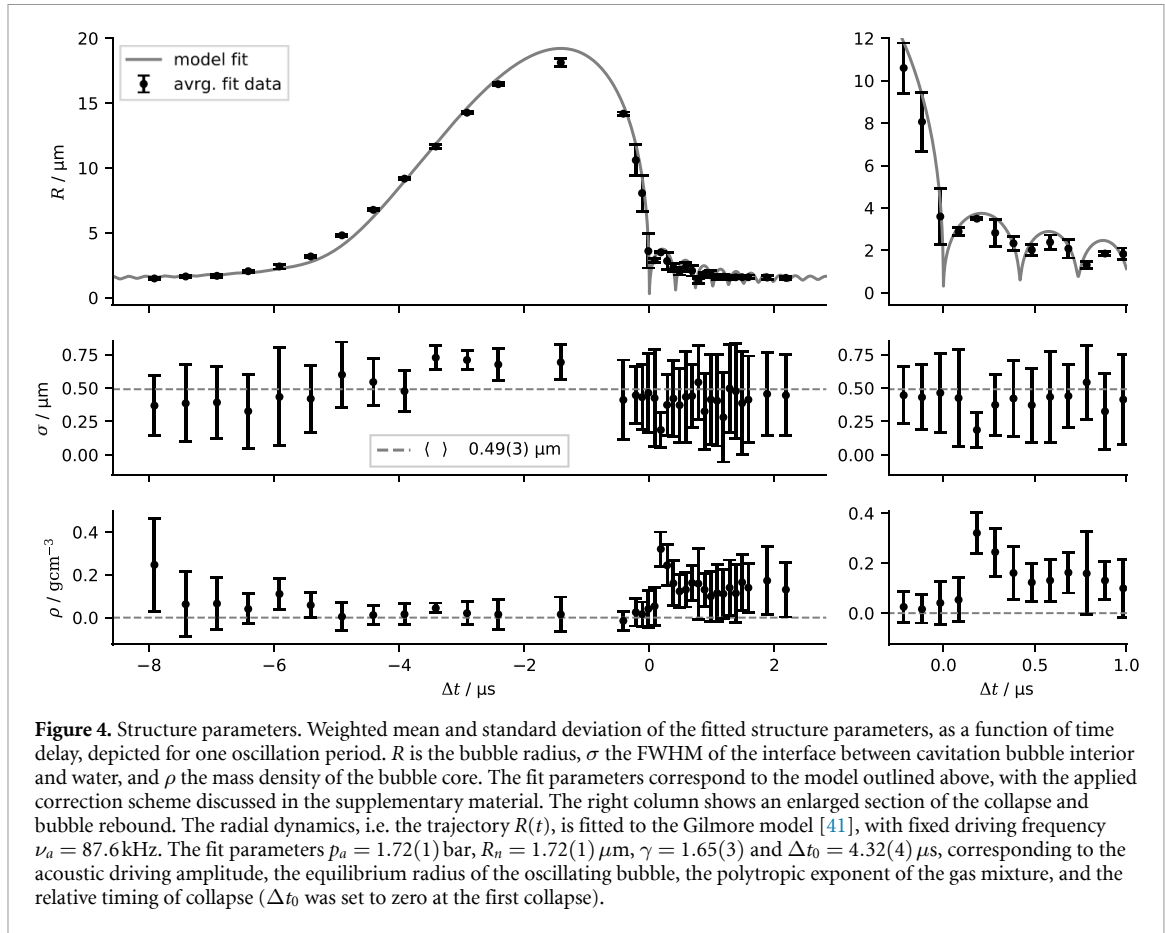 20
15
10
5
0
R / μm
model fit
avrg. fit data
12
10
8
6
4
2
0
0.75
0.50
0.25
0.00
σ / μm
⟨ ⟩ 0.49(3) μm
0.75
0.50
0.25
0.00
0.4
0.2
0.0
ρ / gcm⁻³
−8
−6
−4
−2
0
2
Δt / μs
0.4
0.2
0.0
0.0
0.5
1.0
Δt / μs
Figure 4. Structure parameters. Weighted mean and standard deviation of the fitted structure parameters, as a function of time
delay, depicted for one oscillation period. R is the bubble radius, σ the FWHM of the interface between cavitation bubble interior
and water, and ρ the mass density of the bubble core. The fit parameters correspond to the model outlined above, with the applied
correction scheme discussed in the supplementary material. The right column shows an enlarged section of the collapse and
bubble rebound. The radial dynamics, i.e. the trajectory R(t), is fitted to the Gilmore model [41], with fixed driving frequency
νₐ = 87.6 kHz. The fit parameters pₐ = 1.72(1) bar, Rₙ = 1.72(1) μm, γ = 1.65(3) and Δt₀ = 4.32(4) μs, corresponding to the
acoustic driving amplitude, the equilibrium radius of the oscillating bubble, the polytropic exponent of the gas mixture, and the
relative timing of collapse (Δt₀ was set to zero at the first collapse).